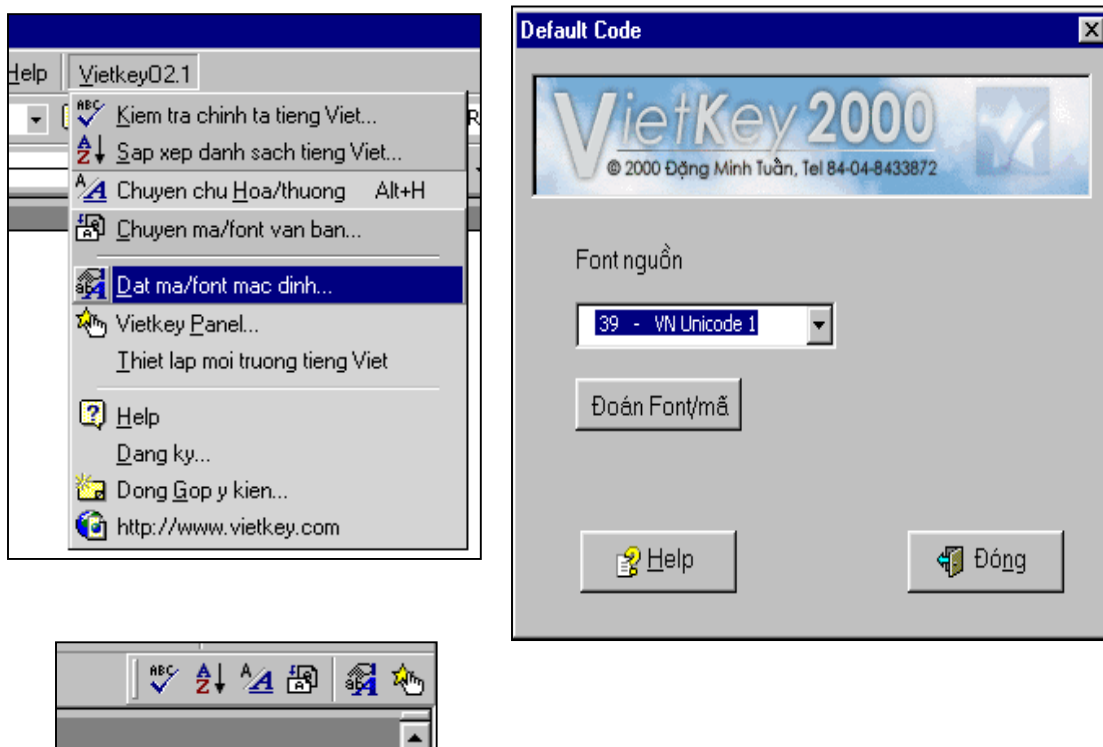 Help Vietkey02.1
ABC Kiem tra chinh ta tieng Viet...
Sap xep danh sach tieng Viet...
Chuyen chu Hoa/thuong Alt+H
Chuyen ma/font van ban...
Dat ma/font mac dinh...
Vietkey Panel...
Thiet lap moi truong tieng Viet
Help
Dang ky...
Dong Gop y kien...
http://www.vietkey.com
Default Code
VietKey 2000
© 2000 Đặng Minh Tuấn, Tel 84-04-8433872
Font nguồn
39 - VN Unicode 1
Đoán Font/mã
Help Đóng
ABC